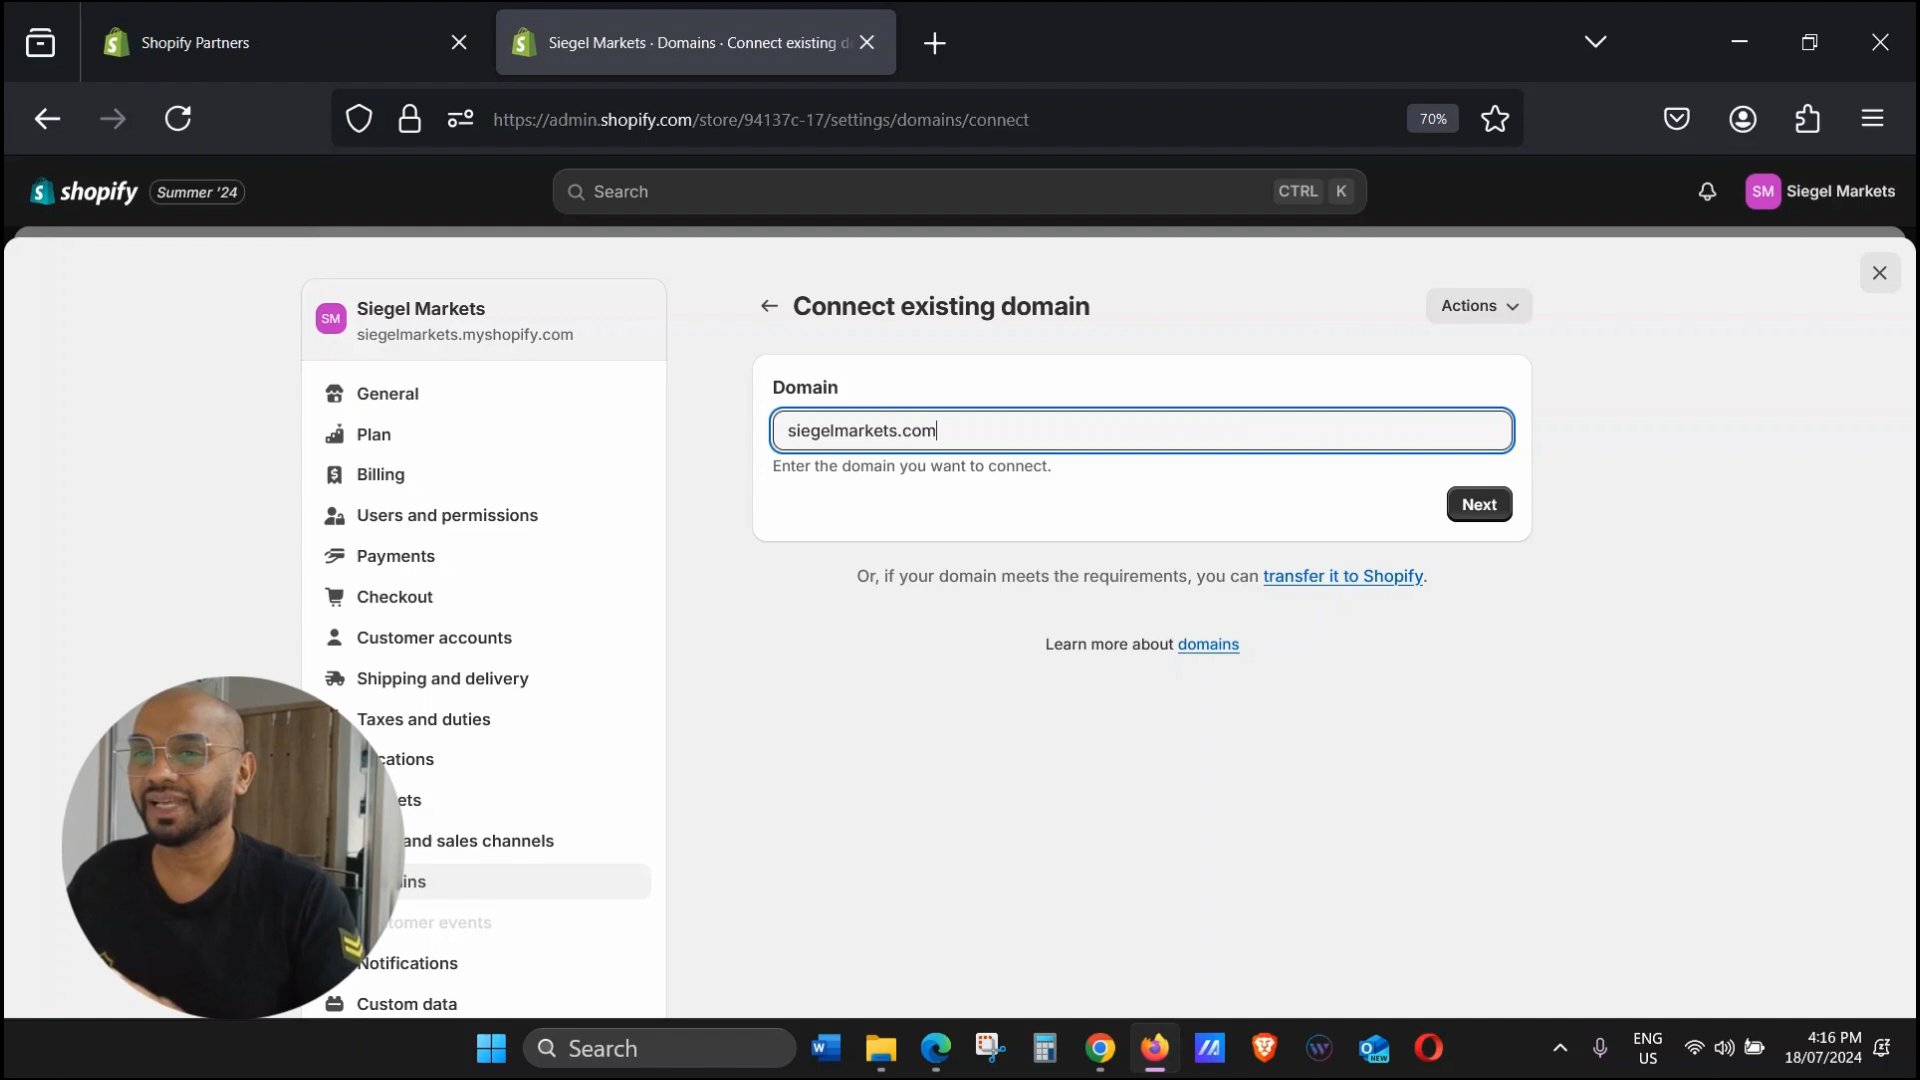 Shopify Partners
Siegel Markets · Domains · Connect existing d
https://admin.shopify.com/store/94137c-17/settings/domains/connect
70%
shopify
Summer '24
Search
CTRL K
SM
Siegel Markets
SM
Siegel Markets
siegelmarkets.myshopify.com
General
Plan
Billing
Users and permissions
Payments
Checkout
Customer accounts
Shipping and delivery
Taxes and duties
cations
ets
and sales channels
ins
tomer events
Notifications
Custom data
Connect existing domain
Actions
Domain
siegelmarkets.com
Enter the domain you want to connect.
Next
Or, if your domain meets the requirements, you can transfer it to Shopify.
Learn more about domains
Search
ENG
US
4:16 PM
18/07/2024